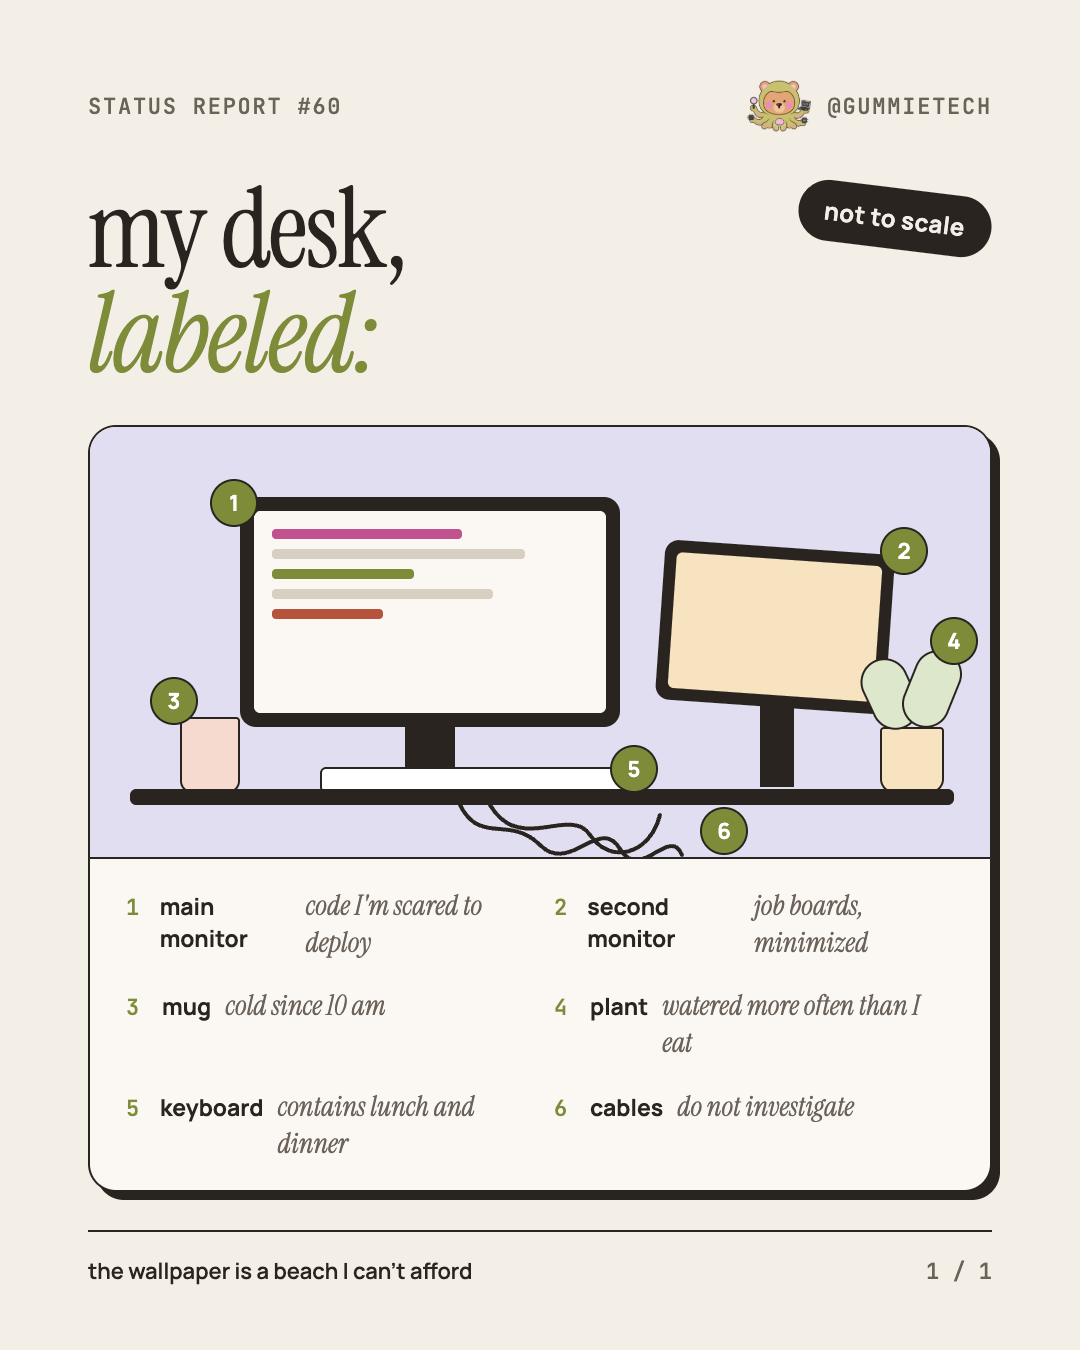 STATUS REPORT #60
@GUMMIETECH
my desk,
labeled:
not to scale
1
2
3
4
5
6
1 main monitor code I'm scared to deploy
2 second monitor job boards, minimized
3 mug cold since 10 am
4 plant watered more often than I eat
5 keyboard contains lunch and dinner
6 cables do not investigate
the wallpaper is a beach I can't afford
1 / 1